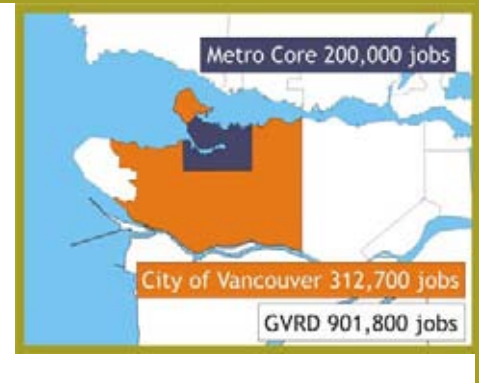 Metro Core 200,000 jobs
City of Vancouver 312,700 jobs
GVRD 901,800 jobs